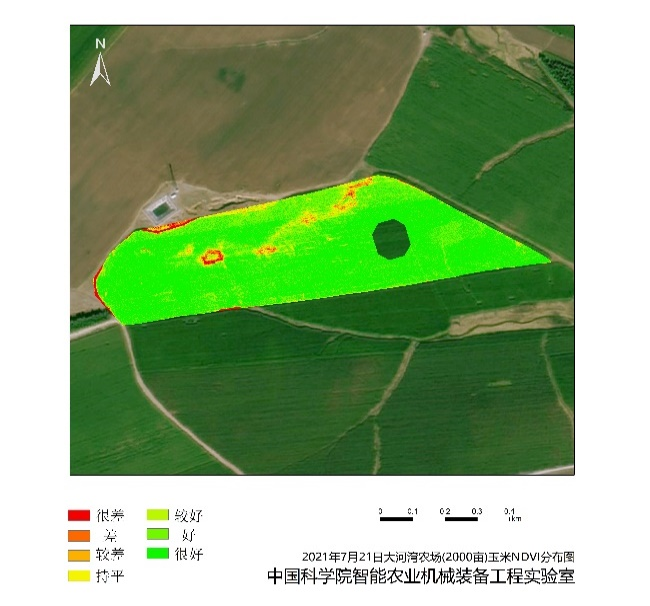 N
很差
差
较差
持平
较好
好
很好
0 0.1 0.2 0.3 0.4
km
2021年7月21日大河湾农场(2000亩)玉米NDVI分布图
中国科学院智能农业机械装备工程实验室